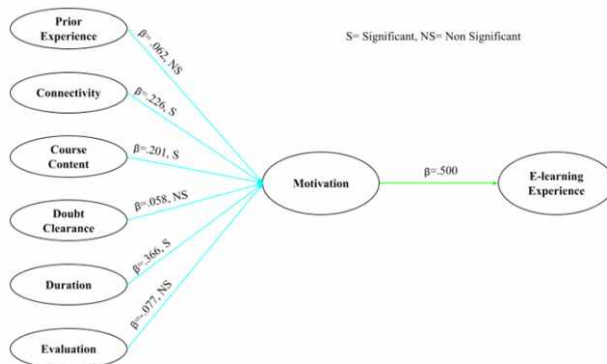 Prior
Experience
β=.062, NS
S= Significant, NS= Non Significant
Connectivity
β=.226, S
Course
Content
β=.201, S
Motivation
β=.500
E-learning
Experience
Doubt
Clearance
β=.058, NS
Duration
β=.366, S
Evaluation
β=-.077, NS